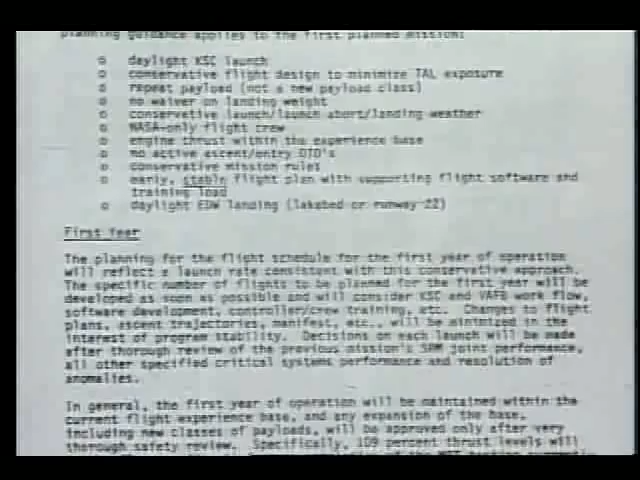 planning guidance applies to the first planned mission:
o daylight KSC launch
o conservative flight design to minimize TAL exposure
o repeat payload (not a new payload class)
o no waiver on landing weight
o conservative launch/launch abort/landing weather
o NASA-only flight crew
o engine thrust within the experience base
o no active ascent/entry DTO's
o conservative mission rules
o early, stable flight plan with supporting flight software and
training load
o daylight EDW landing (lakebed or runway 22)
First Year
The planning for the flight schedule for the first year of operation
will reflect a launch rate consistent with this conservative approach.
The specific number of flights to be planned for the first year will be
developed as soon as possible and will consider KSC and VAFB work flow,
software development, controller/crew training, etc. Changes to flight
plans, ascent trajectories, manifest, etc., will be minimized in the
interest of program stability. Decisions on each launch will be made
after thorough review of the previous mission's SRM joint performance,
all other specified critical systems performance and resolution of
anomalies.
In general, the first year of operation will be maintained within the
current flight experience base, and any expansion of the base,
including new classes of payloads, will be approved only after very
thorough safety review. Specifically, 109 percent thrust levels will